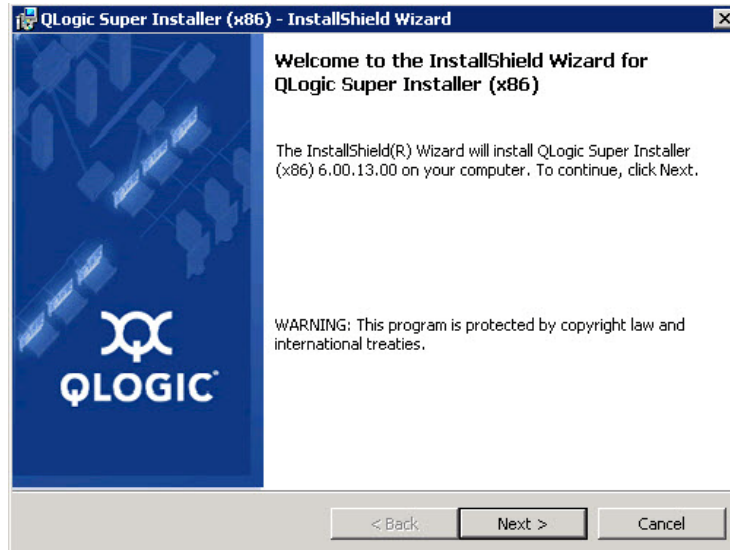 QLogic Super Installer (x86) - InstallShield Wizard
Welcome to the InstallShield Wizard for
QLogic Super Installer (x86)
The InstallShield(R) Wizard will install QLogic Super Installer
(x86) 6.00.13.00 on your computer. To continue, click Next.
WARNING: This program is protected by copyright law and
international treaties.
QLOGIC
< Back
Next >
Cancel